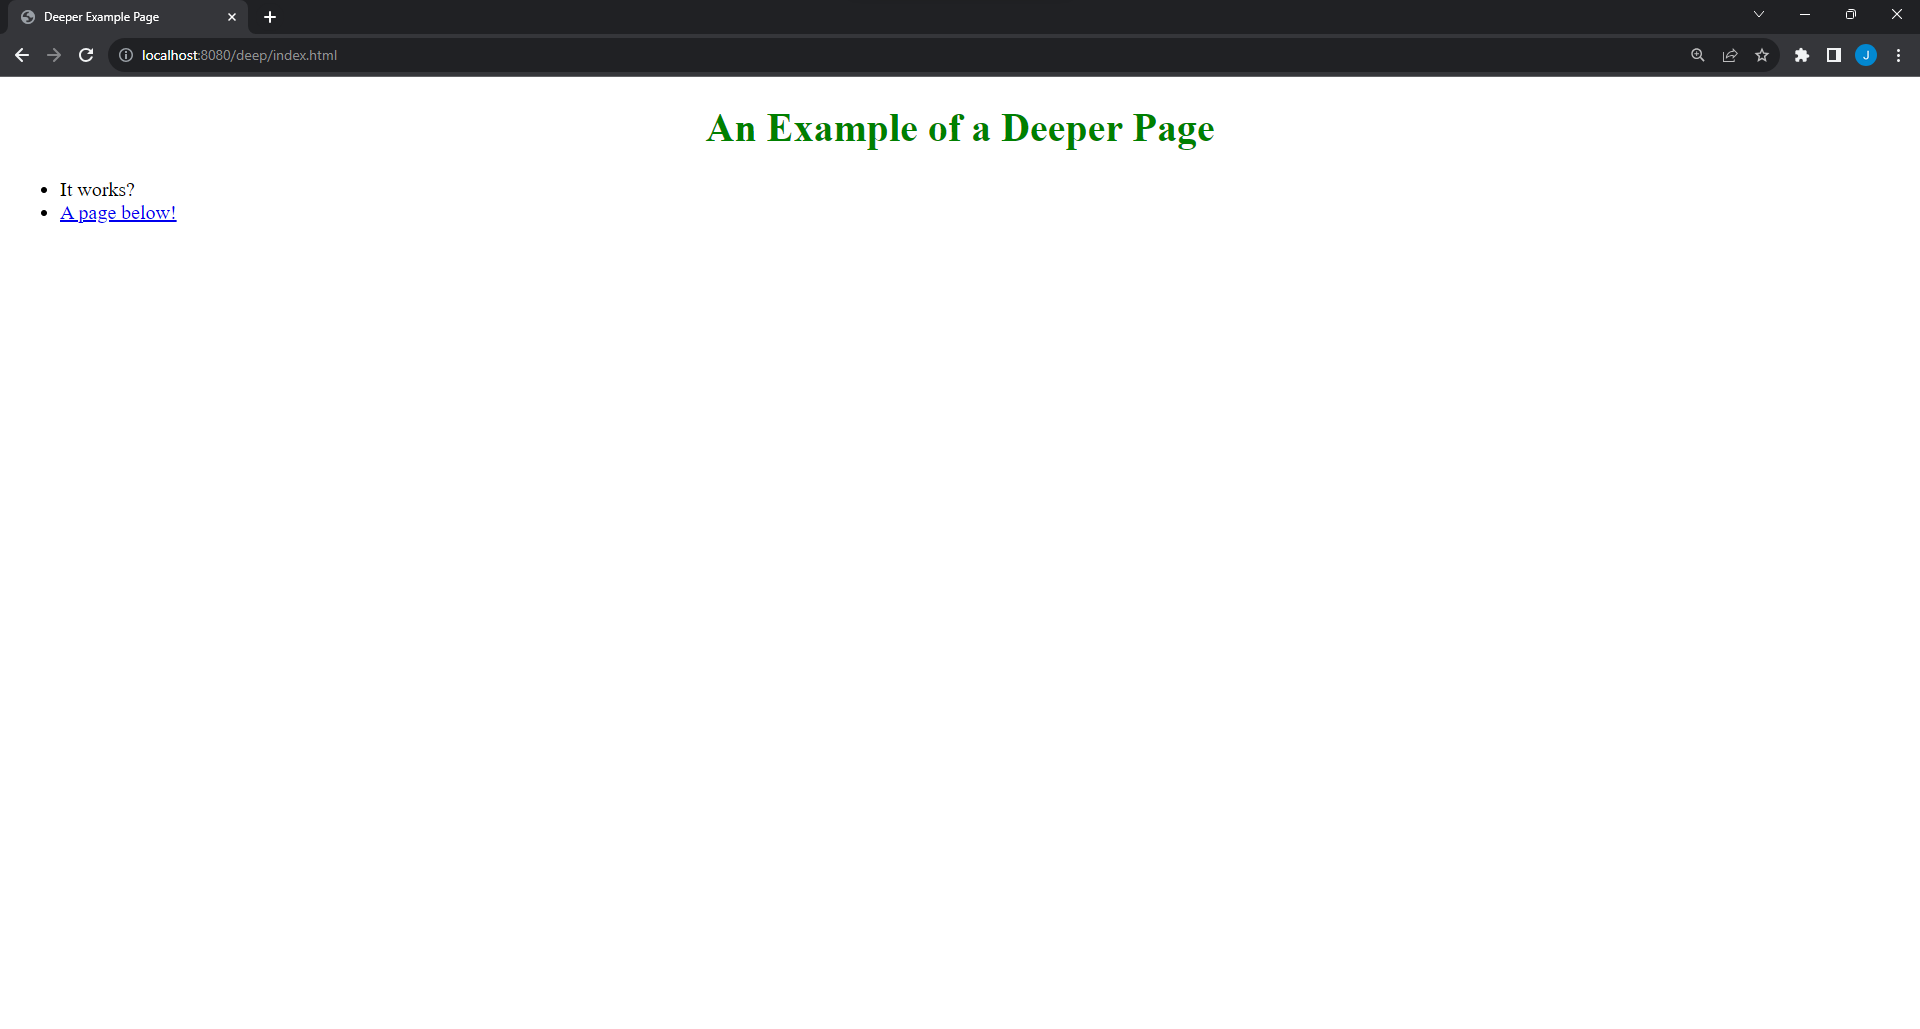 Deeper Example Page
localhost:8080/deep/index.html
J
An Example of a Deeper Page
It works?
A page below!